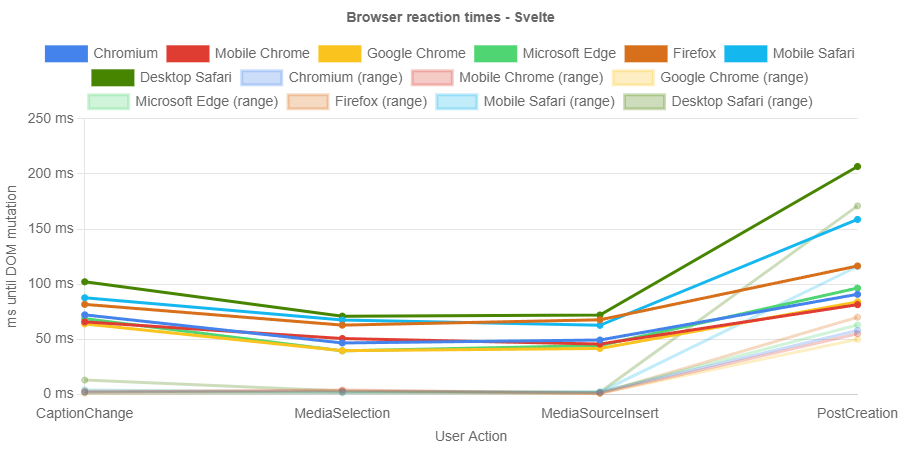 Browser reaction times - Svelte
Chromium Mobile Chrome Google Chrome Microsoft Edge Firefox Mobile Safari
Desktop Safari Chromium (range) Mobile Chrome (range) Google Chrome (range)
Microsoft Edge (range) Firefox (range) Mobile Safari (range) Desktop Safari (range)
ms until DOM mutation
250 ms
200 ms
150 ms
100 ms
50 ms
0 ms
CaptionChange MediaSelection MediaSourceInsert PostCreation
User Action